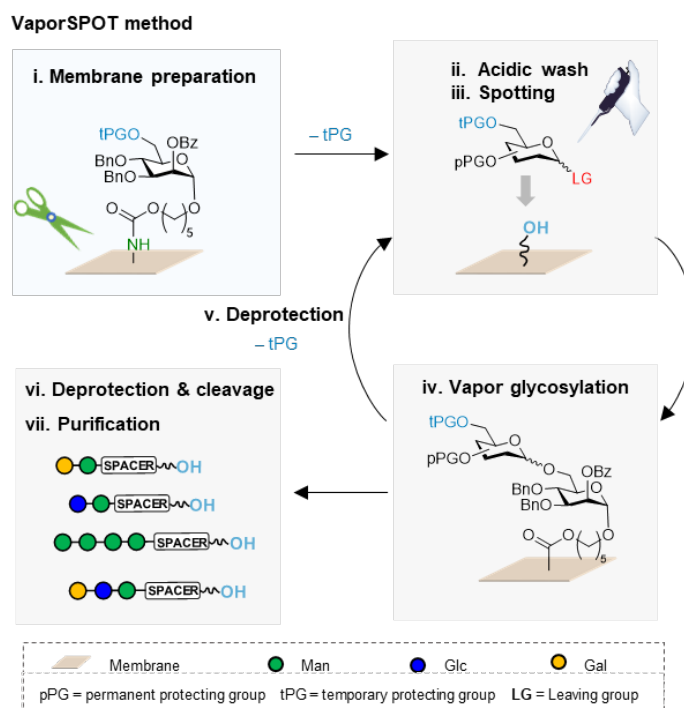 VaporSPOT method
i. Membrane preparation
tPGO
OBz
BnO
BnO
O
O
O
5
NH
– tPG
ii. Acidic wash
iii. Spotting
tPGO
O
pPGO
LG
OH
v. Deprotection
– tPG
iv. Vapor glycosylation
tPGO
O
pPGO
O
OBz
O
BnO
BnO
O
O
O
5
vi. Deprotection & cleavage
vii. Purification
SPACER OH
SPACER OH
SPACER OH
SPACER OH
Membrane Man Glc Gal
pPG = permanent protecting group tPG = temporary protecting group LG = Leaving group